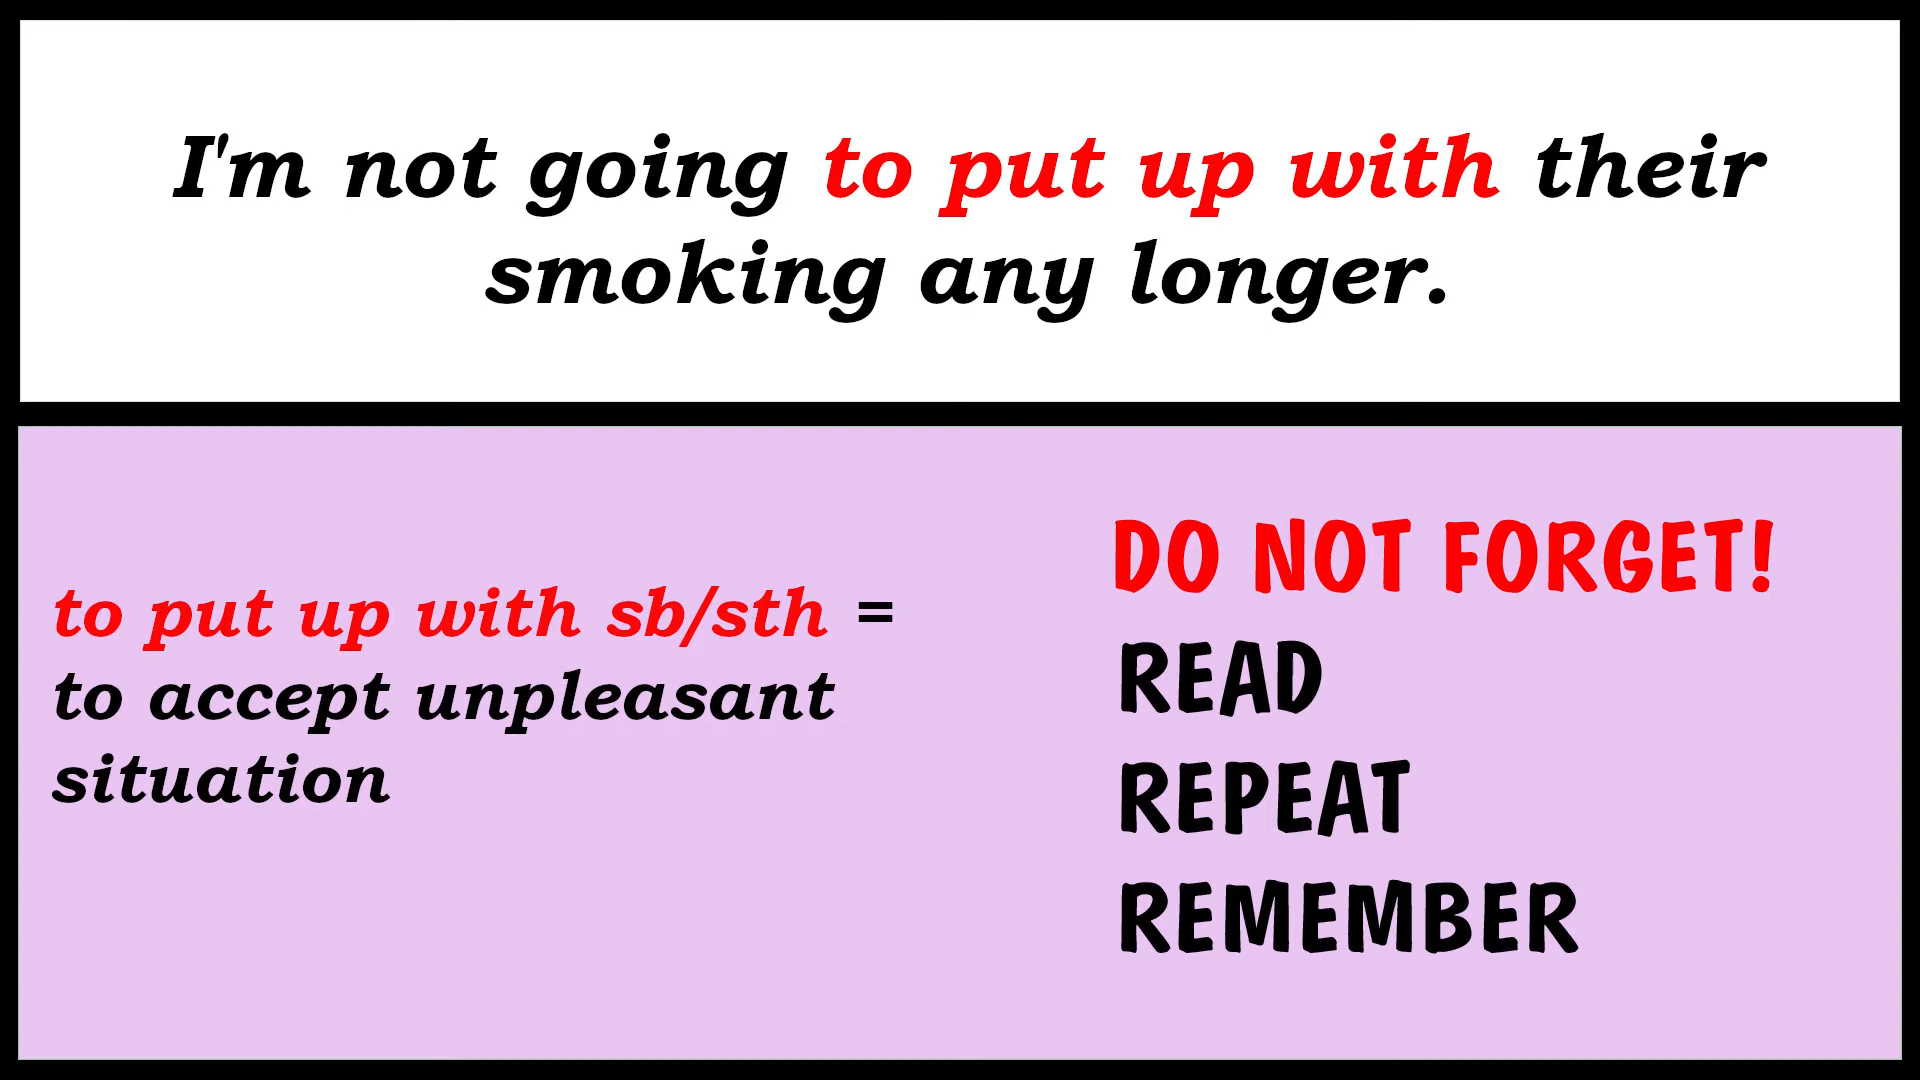 I'm not going to put up with their
smoking any longer.
to put up with sb/sth =
to accept unpleasant
situation
DO NOT FORGET!
READ
REPEAT
REMEMBER